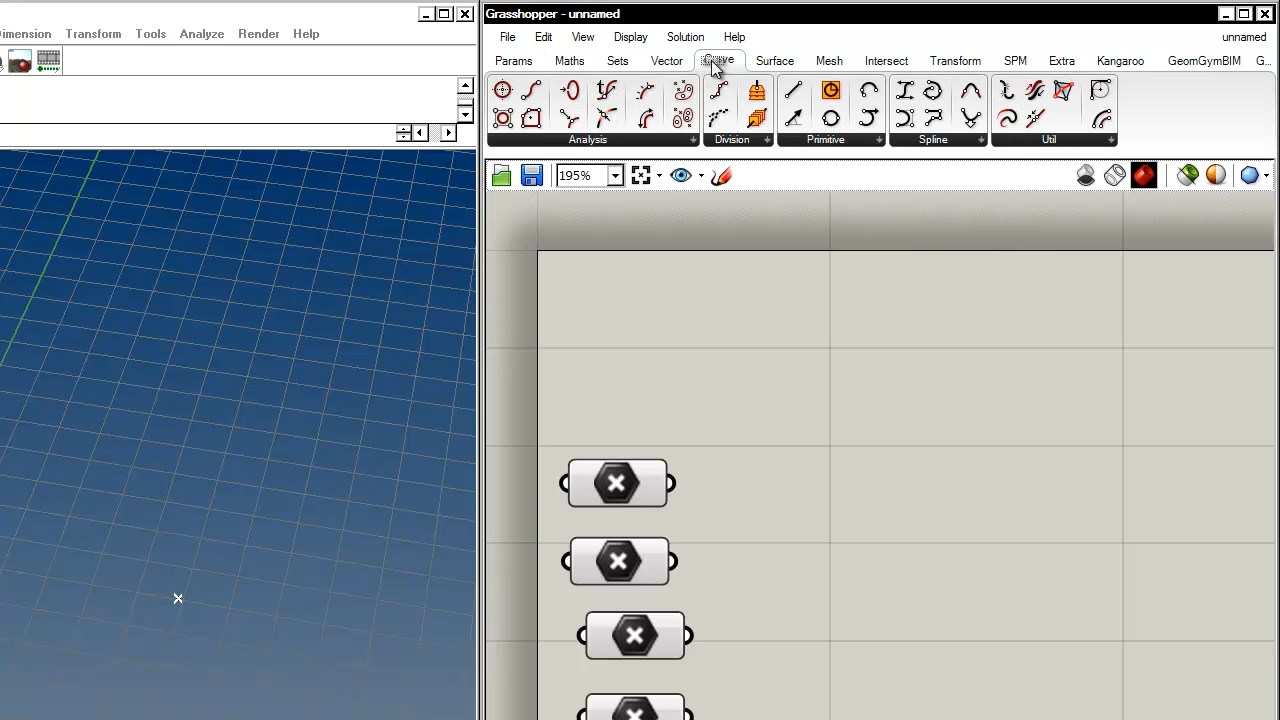 Grasshopper - unnamed
imension Transform Tools Analyze Render Help
File Edit View Display Solution Help unnamed
Params Maths Sets Vector Surface Mesh Intersect Transform SPM Extra Kangaroo GeomGymBIM G...
Analysis Division Primitive Spline Util
195%